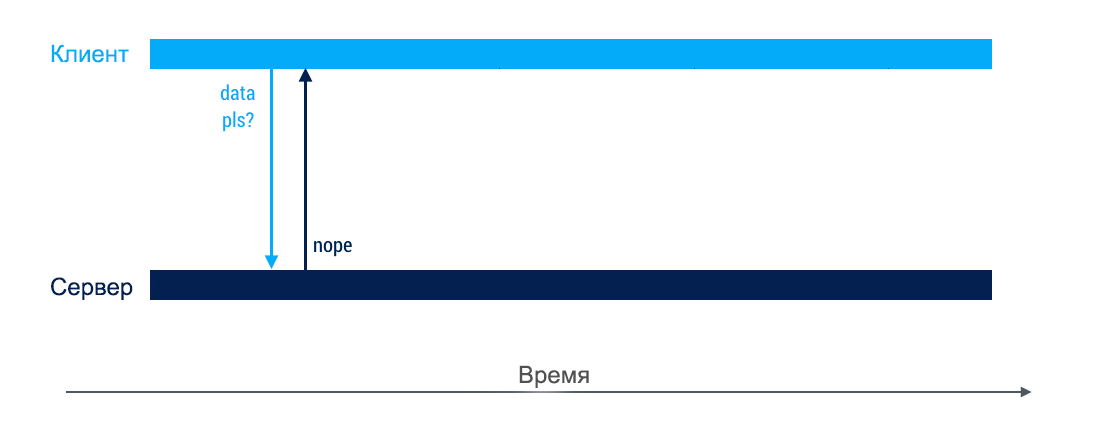 Клиент
data
pls?
nope
Сервер
Время